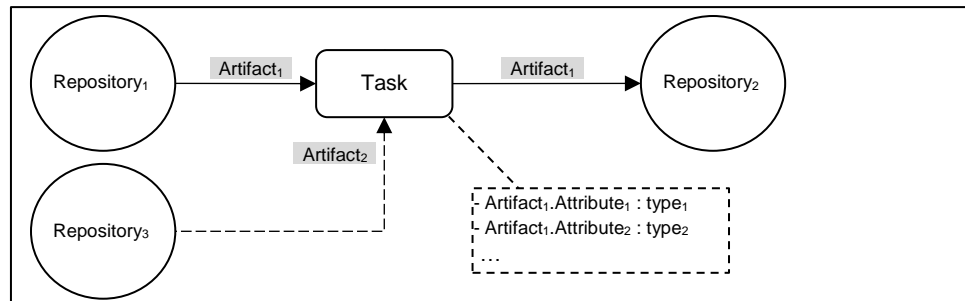 Repository₁
Artifact₁
Task
Artifact₁
Repository₂
Artifact₂
Repository₃
- Artifact₁.Attribute₁ : type₁
- Artifact₁.Attribute₂ : type₂
...